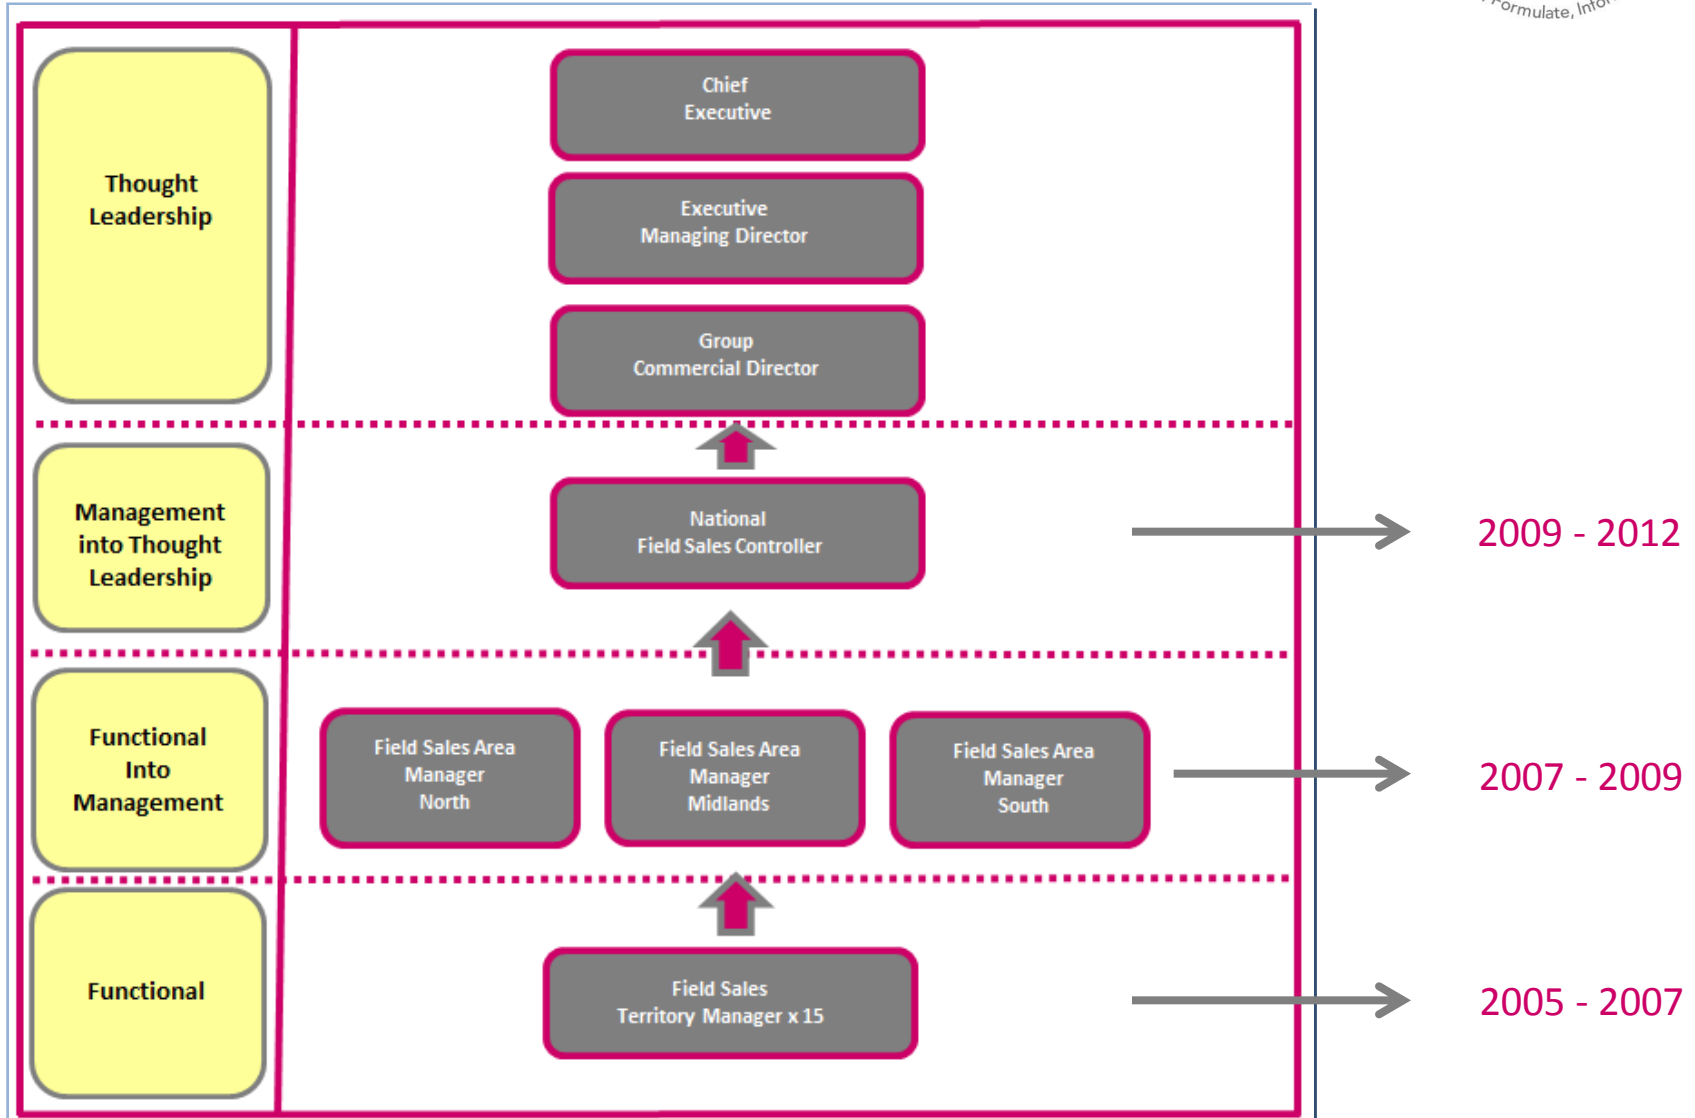 Formulate,
Chief
Executive
Thought
Leadership
Executive
Managing Director
Group
Commercial Director
Management
into Thought
Leadership
National
Field Sales Controller
2009 - 2012
Functional
Into
Management
Field Sales Area
Manager
North
Field Sales Area
Manager
Midlands
Field Sales Area
Manager
South
2007 - 2009
Functional
Field Sales
Territory Manager x 15
2005 - 2007